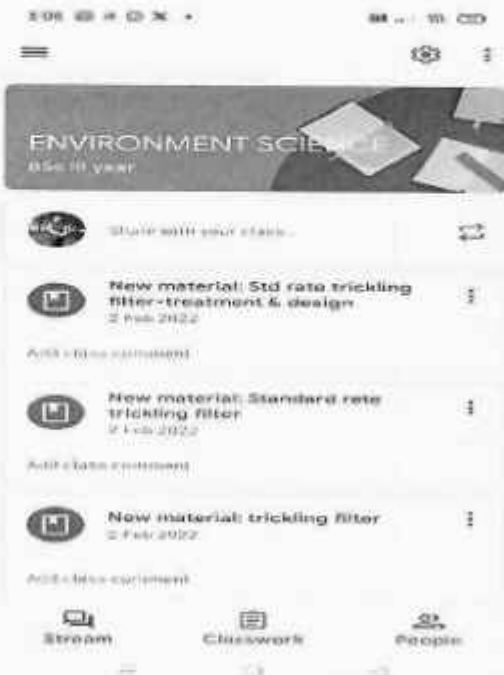 ENVIRONMENT SCIENCE
BSc III year
Share with your class...
New material: Std rate trickling
filter-treatment & design
2 Feb 2022
Add class comment
New material: Standard rate
trickling filter
2 Feb 2022
Add class comment
New material: trickling filter
2 Feb 2022
Add class comment
Stream
Classwork
People